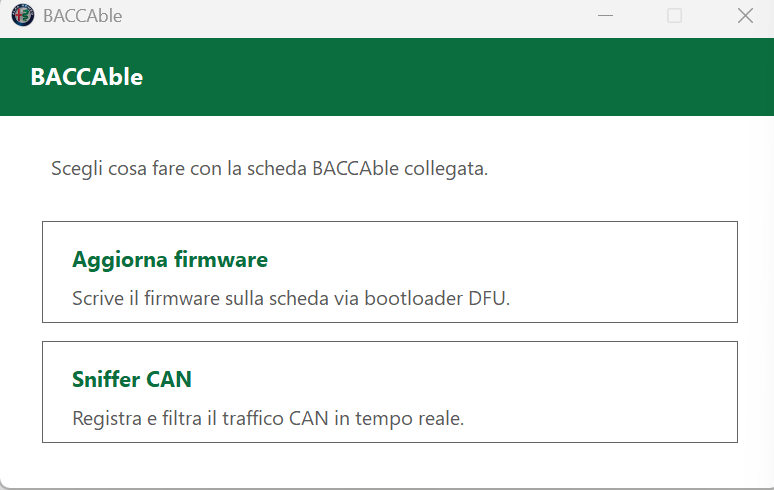 BACCAble
BACCAble
Scegli cosa fare con la scheda BACCAble collegata.
Aggiorna firmware
Scrive il firmware sulla scheda via bootloader DFU.
Sniffer CAN
Registra e filtra il traffico CAN in tempo reale.